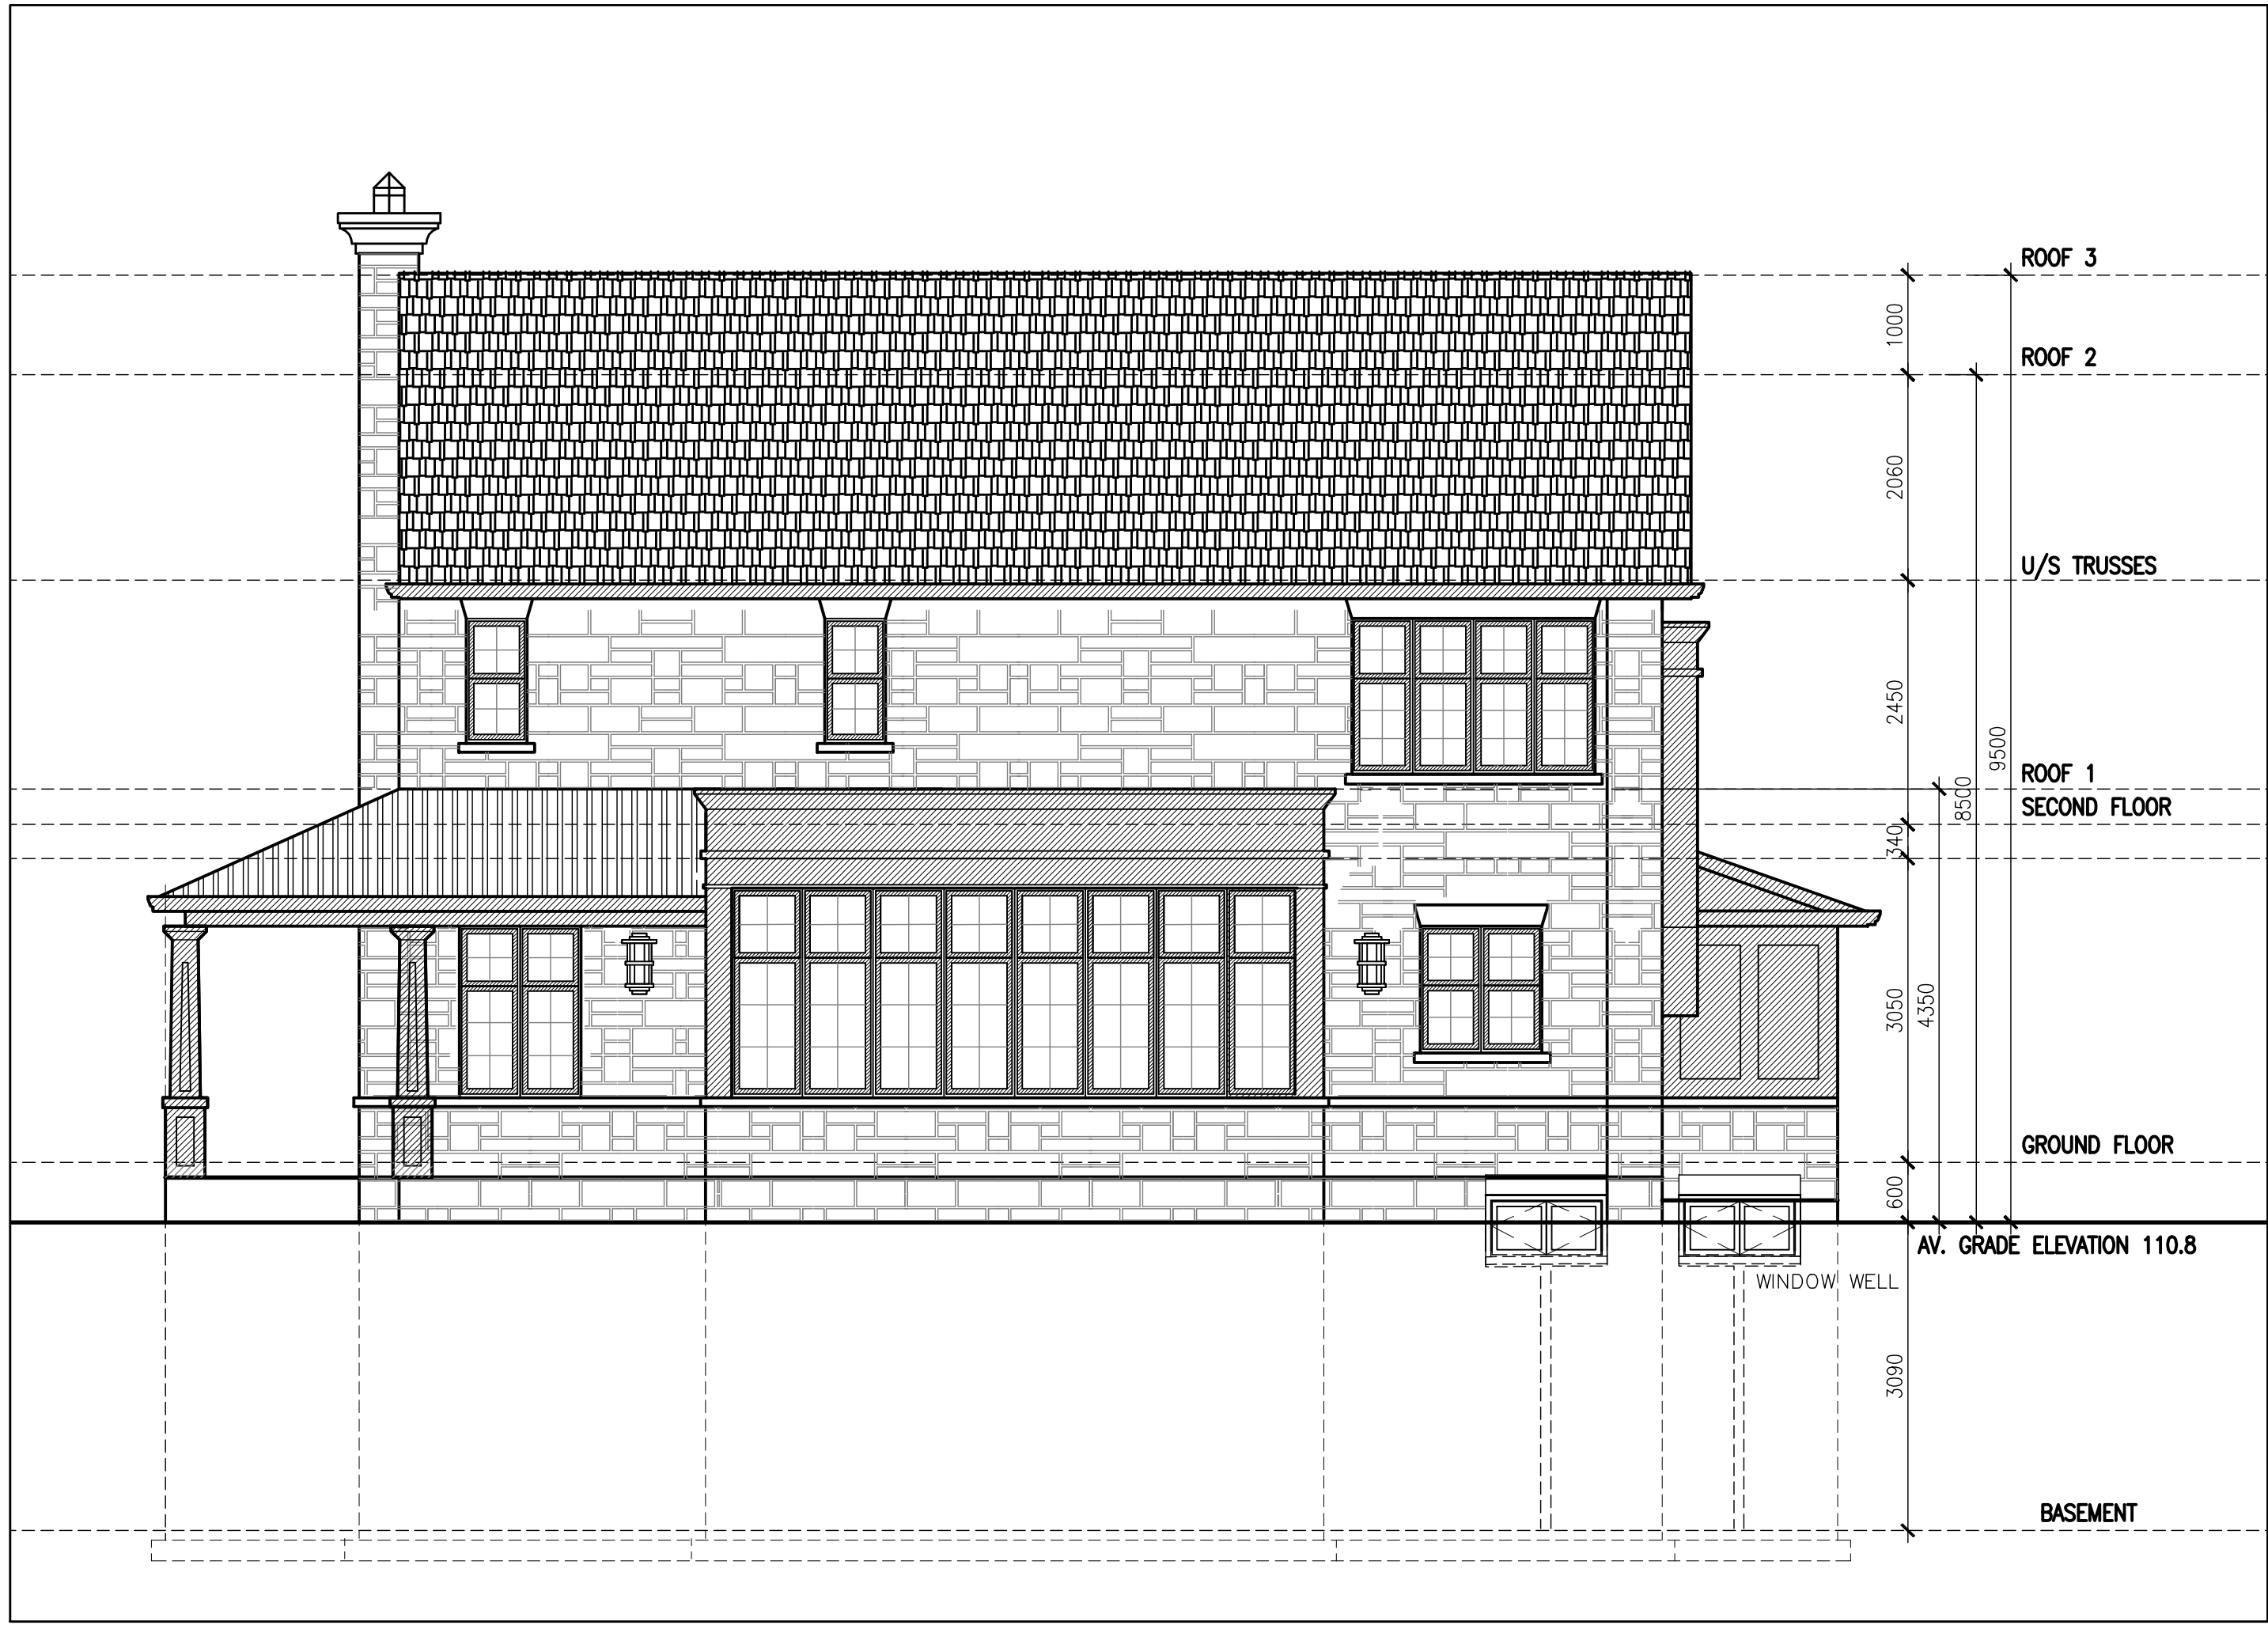 ROOF 3
1000
ROOF 2
2060
U/S TRUSSES
2450
9500
ROOF 1
8500
SECOND FLOOR
340
3050
4350
GROUND FLOOR
600
AV. GRADE ELEVATION 110.8
WINDOW WELL
3090
BASEMENT